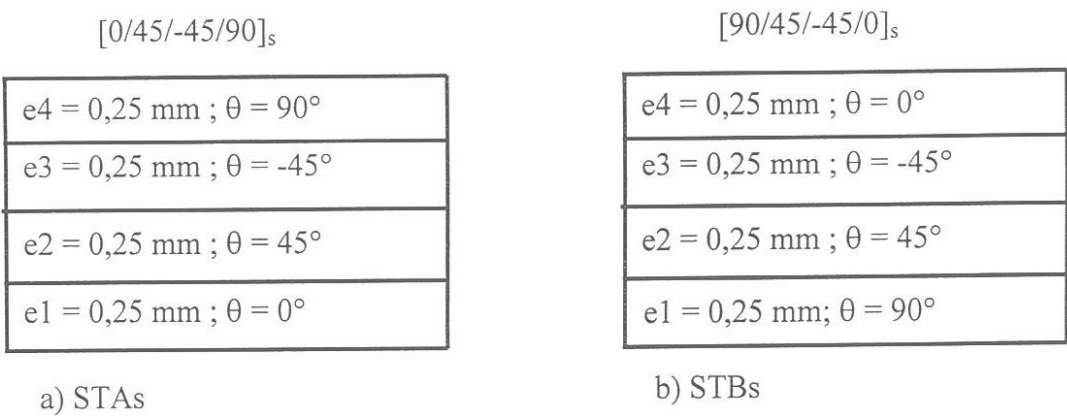 [0/45/-45/90]s
e4 = 0,25 mm ; θ = 90°
e3 = 0,25 mm ; θ = -45°
e2 = 0,25 mm ; θ = 45°
e1 = 0,25 mm ; θ = 0°
a) STAs
[90/45/-45/0]s
e4 = 0,25 mm ; θ = 0°
e3 = 0,25 mm ; θ = -45°
e2 = 0,25 mm ; θ = 45°
e1 = 0,25 mm; θ = 90°
b) STBs